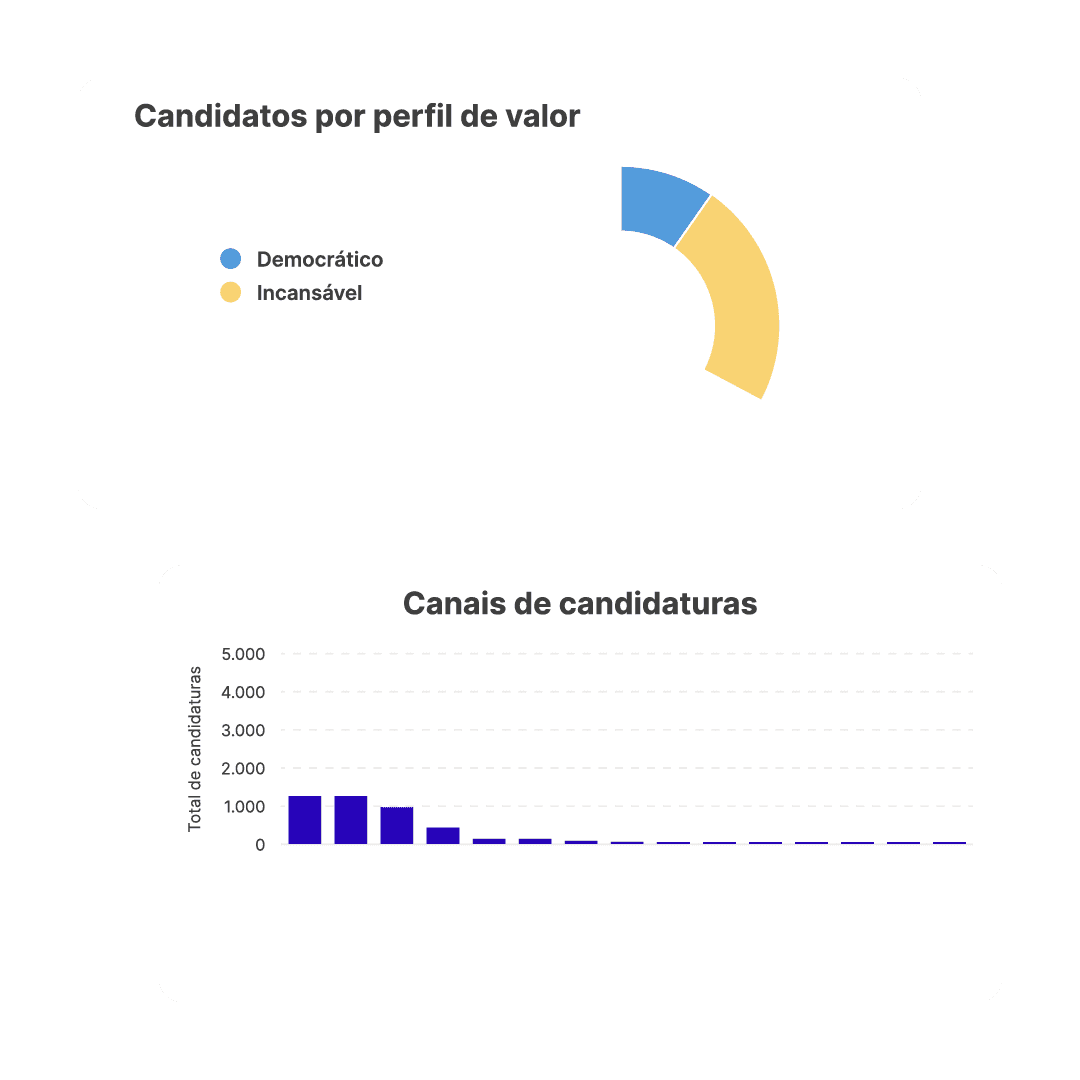 Candidatos por perfil de valor
Democrático
Incansável
Canais de candidaturas
Total de candidaturas
5.000
4.000
3.000
2.000
1.000
0